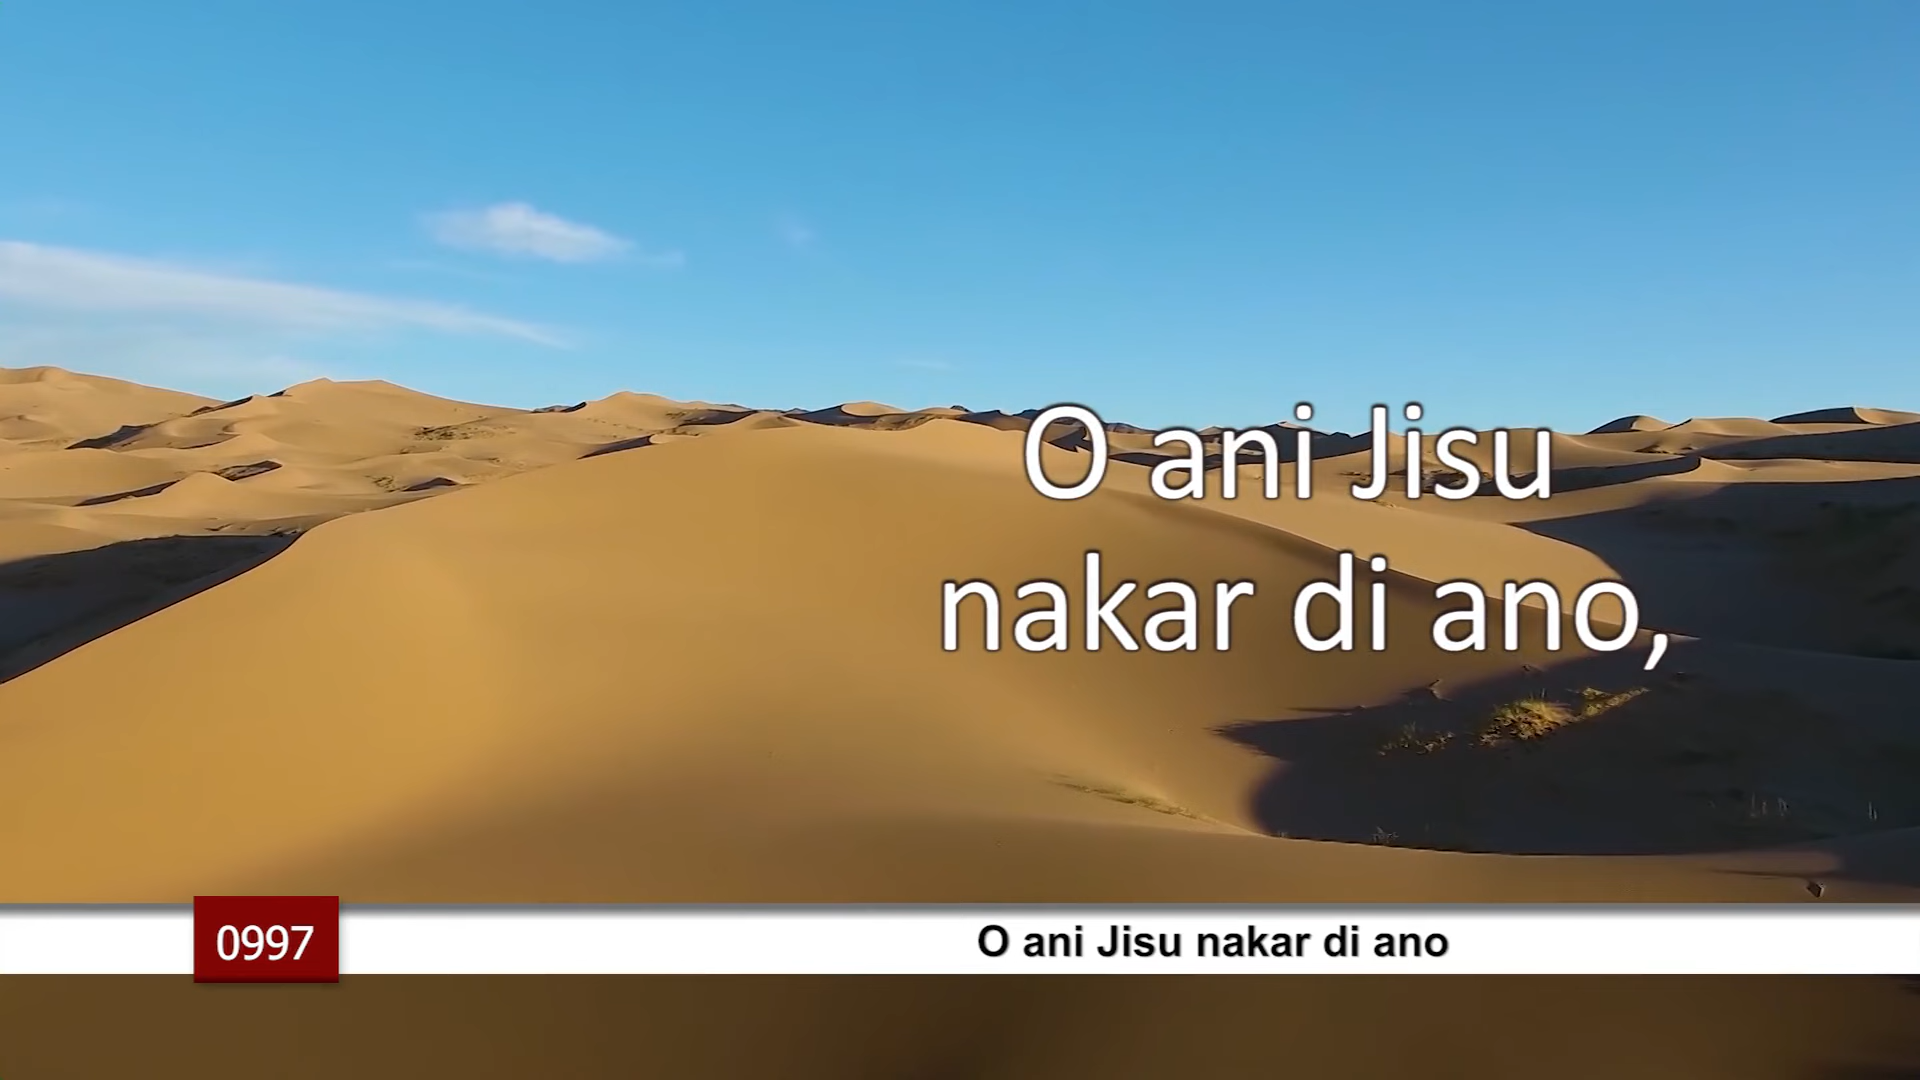 O ani Jisu
nakar di ano,
0997
O ani Jisu nakar di ano